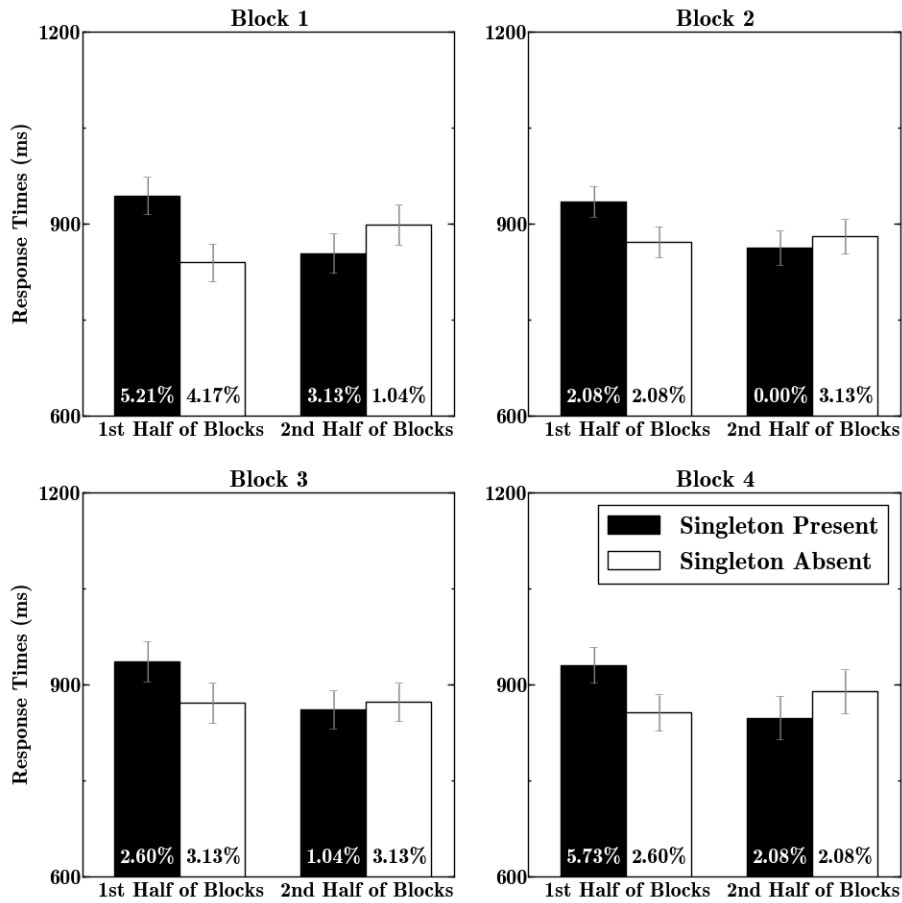 Block 1
Block 2
1200
900
600
Response Times (ms)
5.21% 4.17% 3.13% 1.04%
1st Half of Blocks 2nd Half of Blocks
1200
900
600
2.08% 2.08% 0.00% 3.13%
1st Half of Blocks 2nd Half of Blocks
Block 3
Block 4
1200
900
600
Response Times (ms)
2.60% 3.13% 1.04% 3.13%
1st Half of Blocks 2nd Half of Blocks
1200
900
600
Singleton Present
Singleton Absent
5.73% 2.60% 2.08% 2.08%
1st Half of Blocks 2nd Half of Blocks